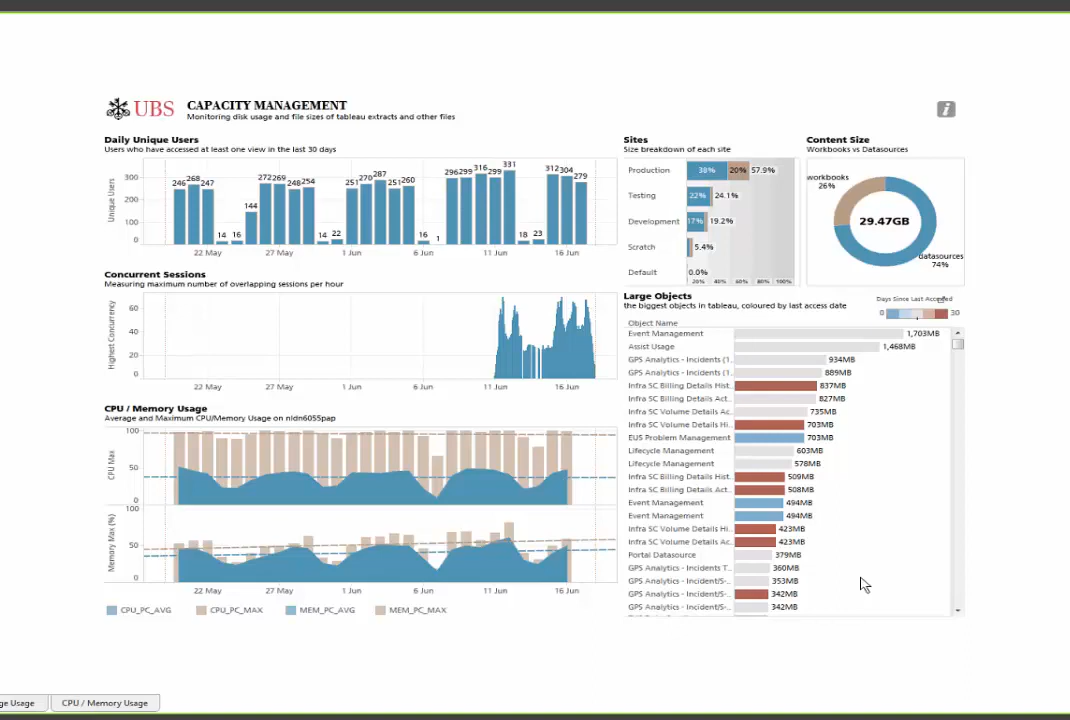 UBS
CAPACITY MANAGEMENT
Monitoring disk usage and file sizes of tableau extracts and other files
i
Daily Unique Users
Users who have accessed at least one view in the last 30 days
Unique Users
300
200
100
0
246 268 247 14 16 144 272 269 248 254 14 22 251 270 287 251 260 16 1 296 299 316 299 331 18 23 312 304 279
22 May 27 May 1 Jun 6 Jun 11 Jun 16 Jun
Concurrent Sessions
Measuring maximum number of overlapping sessions per hour
Highest Concurrency
60
40
20
0
22 May 27 May 1 Jun 6 Jun 11 Jun 16 Jun
CPU / Memory Usage
Average and Maximum CPU/Memory Usage on nldn6055pap
CPU Max
100
50
0
Memory Max (%)
100
50
0
22 May 27 May 1 Jun 6 Jun 11 Jun 16 Jun
CPU_PC_AVG CPU_PC_MAX MEM_PC_AVG MEM_PC_MAX
Sites
Size breakdown of each site
Production 38% 20% 57.9%
Testing 22% 24.1%
Development 17% 19.2%
Scratch 5.4%
Default 0.0%
20% 40% 60% 80% 100%
Content Size
Workbooks vs Datasources
workbooks
26%
29.47GB
datasources
74%
Large Objects
the biggest objects in tableau, coloured by last access date
Days Since Last Accessed
0 30
Object Name
Event Management 1,703MB
Assist Usage 1,468MB
GPS Analytics - Incidents (1.. 934MB
GPS Analytics - Incidents (1.. 889MB
Infra SC Billing Details Hist.. 837MB
Infra SC Billing Details Act.. 827MB
Infra SC Volume Details Ac.. 735MB
Infra SC Volume Details Hi.. 703MB
EUS Problem Management 703MB
Lifecycle Management 603MB
Lifecycle Management 578MB
Infra SC Billing Details Hist.. 509MB
Infra SC Billing Details Act.. 508MB
Event Management 494MB
Event Management 494MB
Infra SC Volume Details Hi.. 423MB
Infra SC Volume Details Ac.. 423MB
Portal Datasource 379MB
GPS Analytics - Incidents T.. 360MB
GPS Analytics - Incident/S-.. 353MB
GPS Analytics - Incident/S-.. 342MB
GPS Analytics - Incident/S-.. 342MB
ge Usage
CPU / Memory Usage